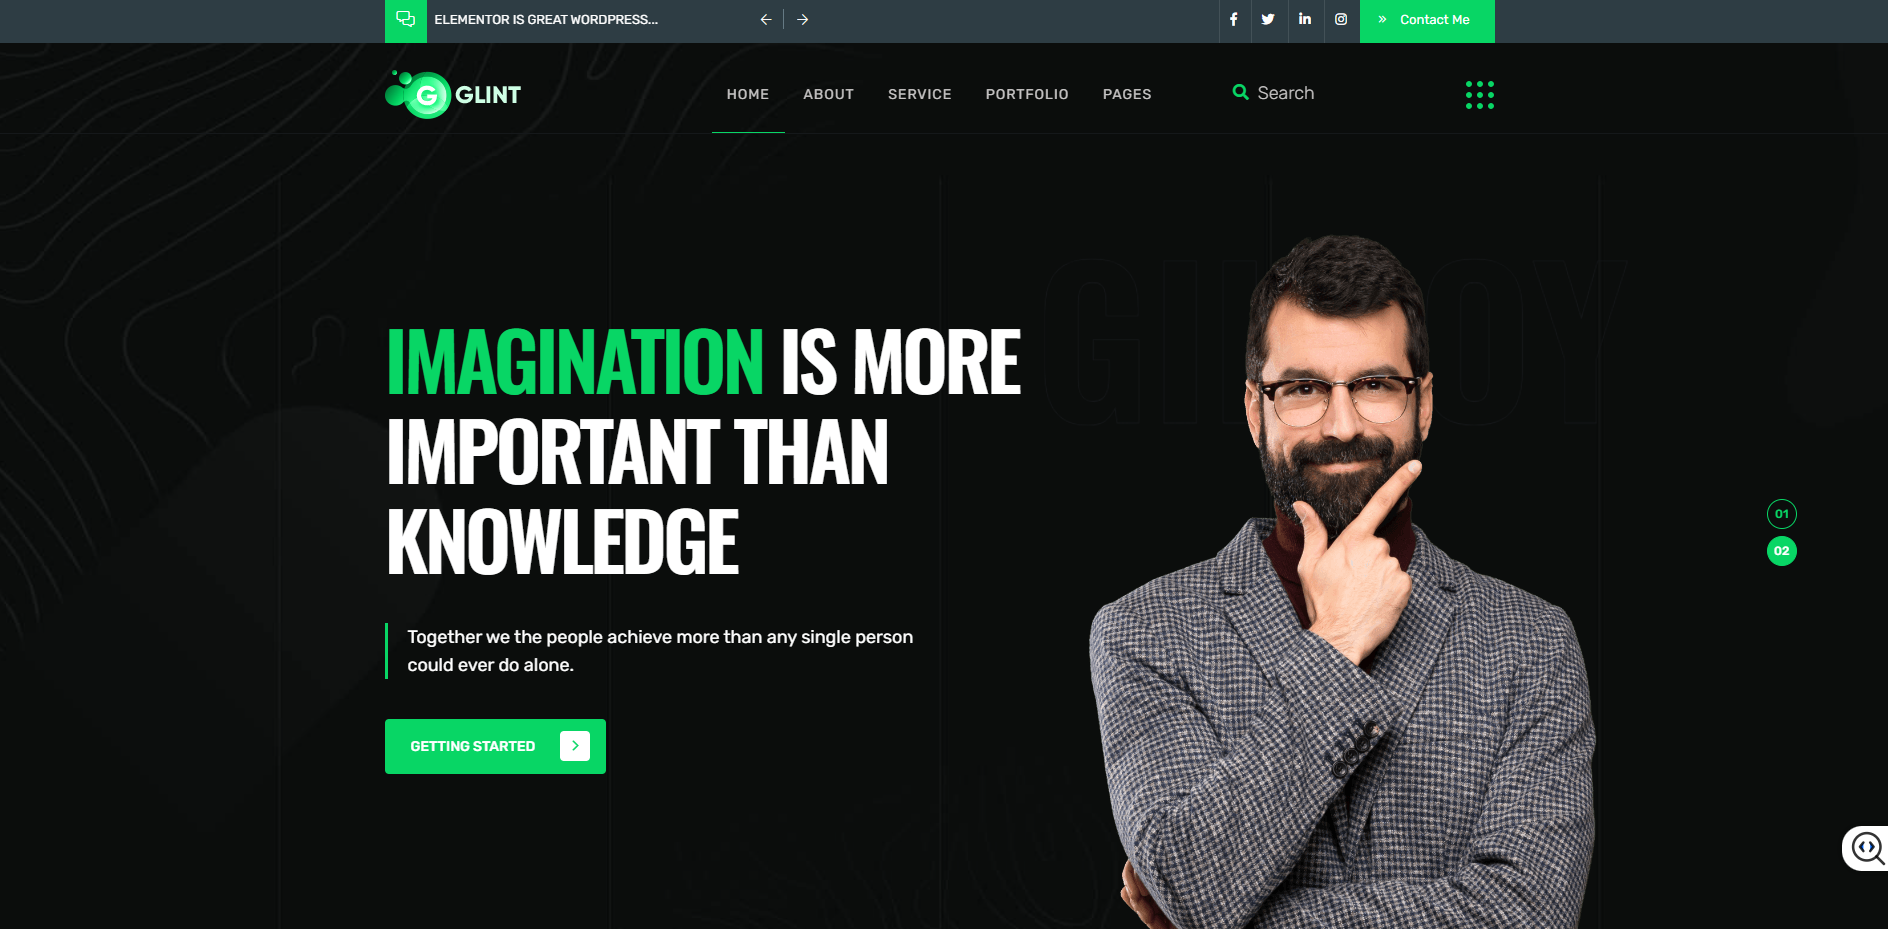 ELEMENTOR IS GREAT WORDPRESS...
Contact Me
G GLINT
HOME ABOUT SERVICE PORTFOLIO PAGES
Search
IMAGINATION IS MORE
IMPORTANT THAN
KNOWLEDGE
Together we the people achieve more than any single person
could ever do alone.
GETTING STARTED
01
02